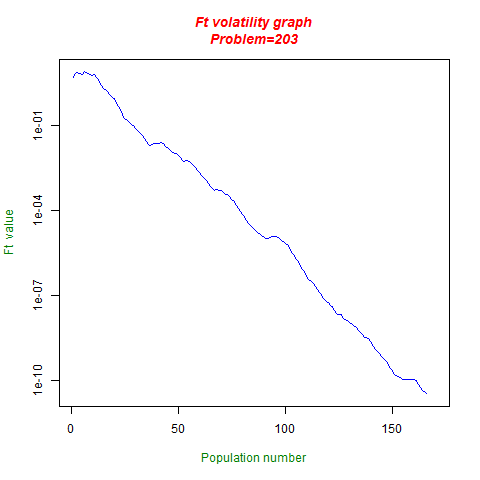 Ft volatility graph
Problem=203
1e-01
1e-04
1e-07
1e-10
Ft value
0
50
100
150
Population number